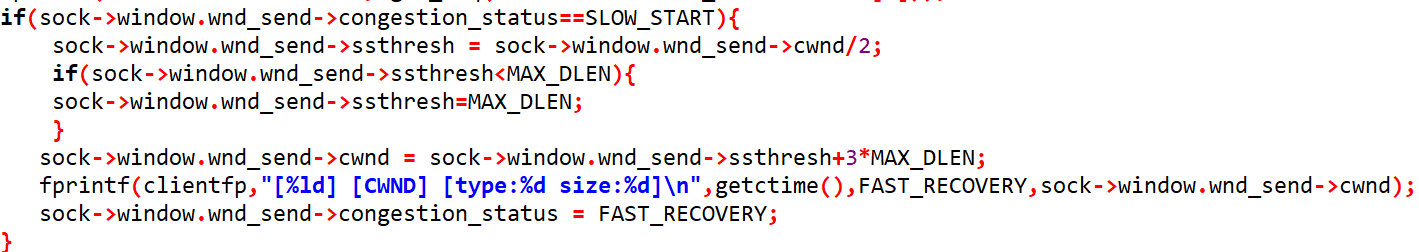 if(sock->window.wnd_send->congestion_status==SLOW_START){
    sock->window.wnd_send->ssthresh = sock->window.wnd_send->cwnd/2;
    if(sock->window.wnd_send->ssthresh<MAX_DLEN){
    sock->window.wnd_send->ssthresh=MAX_DLEN;
    }
   sock->window.wnd_send->cwnd = sock->window.wnd_send->ssthresh+3*MAX_DLEN;
   fprintf(clientfp,"[%ld] [CWND] [type:%d size:%d]\n",getctime(),FAST_RECOVERY,sock->window.wnd_send->cwnd);
   sock->window.wnd_send->congestion_status = FAST_RECOVERY;
}